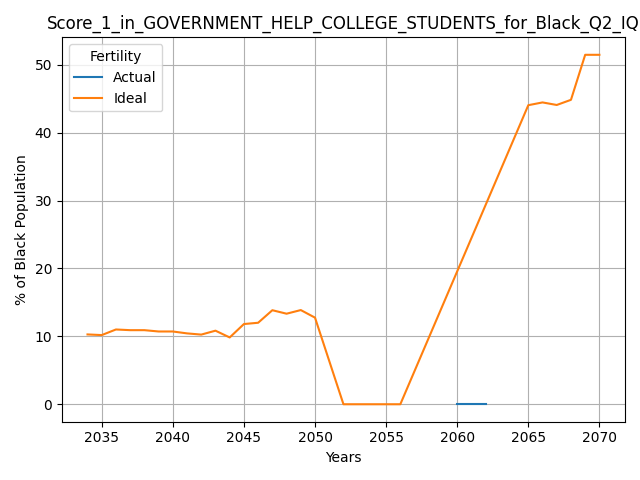 Score_1_in_GOVERNMENT_HELP_COLLEGE_STUDENTS_for_Black_Q2_IQ
Fertility
Actual
Ideal
50
40
30
20
10
0
% of Black Population
2035 2040 2045 2050 2055 2060 2065 2070
Years